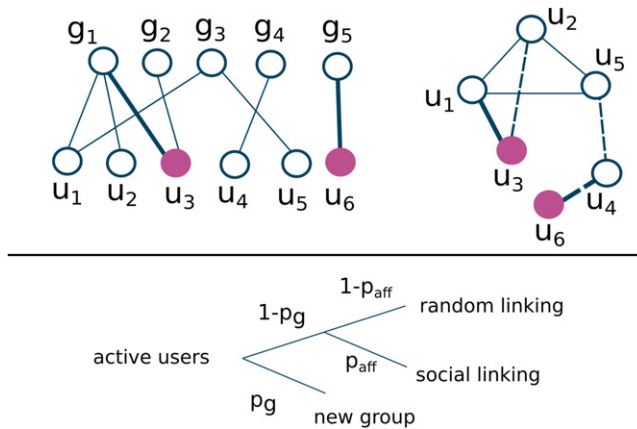 g1 g2 g3 g4 g5
u2
u5
u1
u1 u2 u3 u4 u5 u6
u3
u4
u6
1-paff
random linking
1-pg
active users
paff
social linking
pg
new group